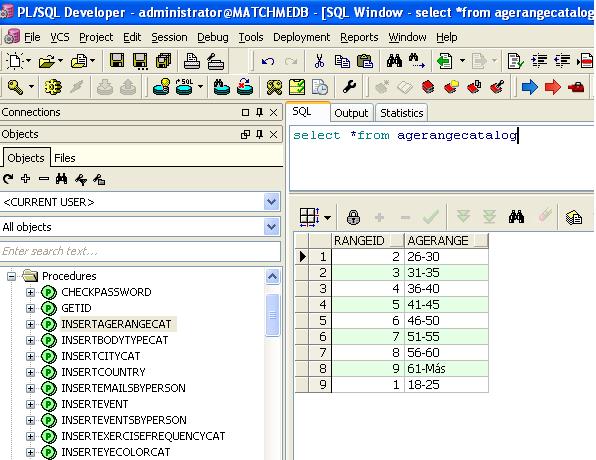 PL/SQL Developer - administrator@MATCHMEDB - [SQL Window - select *from agerangecatalog
File VCS Project Edit Session Debug Tools Deployment Reports Window Help
SQL
Connections
SQL Output Statistics
Objects
select *from agerangecatalog
Objects Files
<CURRENT USER>
All objects
Enter search text...
RANGEID AGERANGE
Procedures
1 2 26-30
CHECKPASSWORD
2 3 31-35
GETID
3 4 36-40
INSERTAGERANGECAT
4 5 41-45
INSERTBODYTYPECAT
5 6 46-50
INSERTCITYCAT
6 7 51-55
INSERTCOUNTRY
7 8 56-60
INSERTEMAILSBYPERSON
8 9 61-Más
INSERTEVENT
9 1 18-25
INSERTEVENTSBYPERSON
INSERTEXERCISEFREQUENCYCAT
INSERTEYECOLORCAT